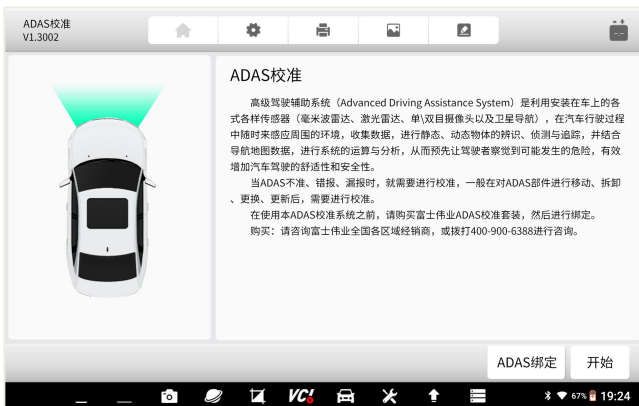 ADAS校准
V1.3002
-.-
ADAS校准
高级驾驶辅助系统（Advanced Driving Assistance System）是利用安装在车上的各
式各样传感器（毫米波雷达、激光雷达、单\双目摄像头以及卫星导航），在汽车行驶过程
中随时来感应周围的环境，收集数据，进行静态、动态物体的辨识、侦测与追踪，并结合
导航地图数据，进行系统的运算与分析，从而预先让驾驶者察觉到可能发生的危险，有效
增加汽车驾驶的舒适性和安全性。
当ADAS不准、错报、漏报时，就需要进行校准，一般在对ADAS部件进行移动、拆卸
、更换、更新后，需要进行校准。
在使用本ADAS校准系统之前，请购买富士伟业ADAS校准套装，然后进行绑定。
购买：请咨询富士伟业全国各区域经销商，或拨打400-900-6388进行咨询。
ADAS绑定
开始
VCI
67%
19:24